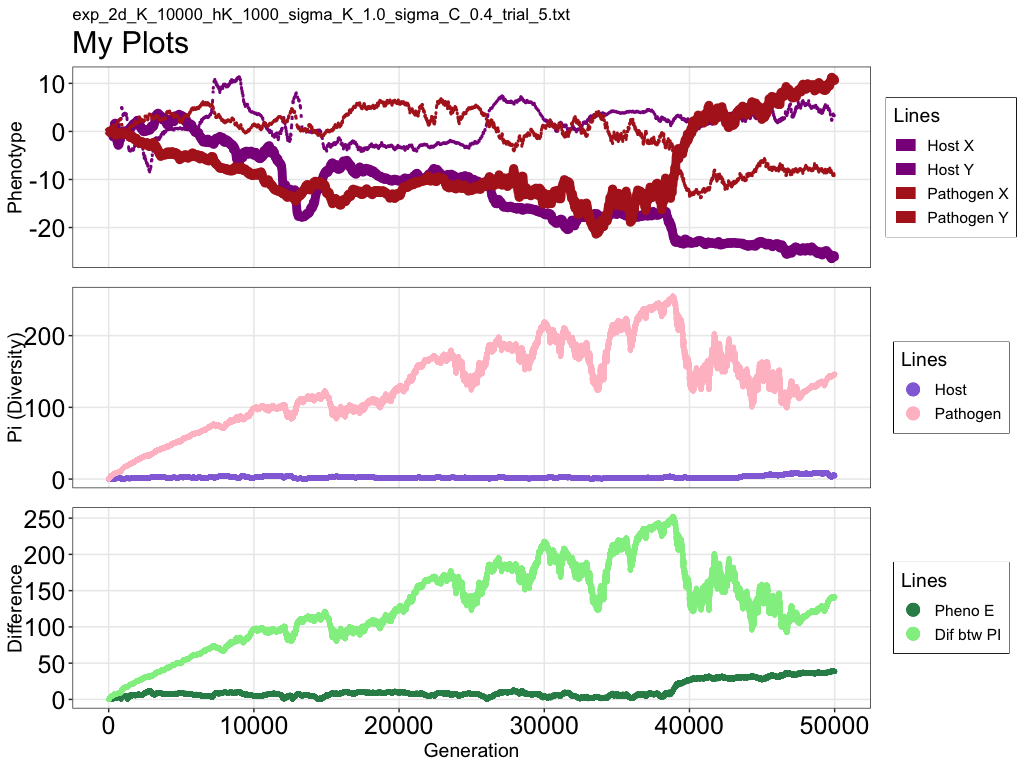 exp_2d_K_10000_hK_1000_sigma_K_1.0_sigma_C_0.4_trial_5.txt
My Plots
Phenotype
10
0
-10
-20
Lines
Host X
Host Y
Pathogen X
Pathogen Y
Pi (Diversity)
200
100
0
Lines
Host
Pathogen
Difference
250
200
150
100
50
0
Lines
Pheno E
Dif btw PI
0 10000 20000 30000 40000 50000
Generation